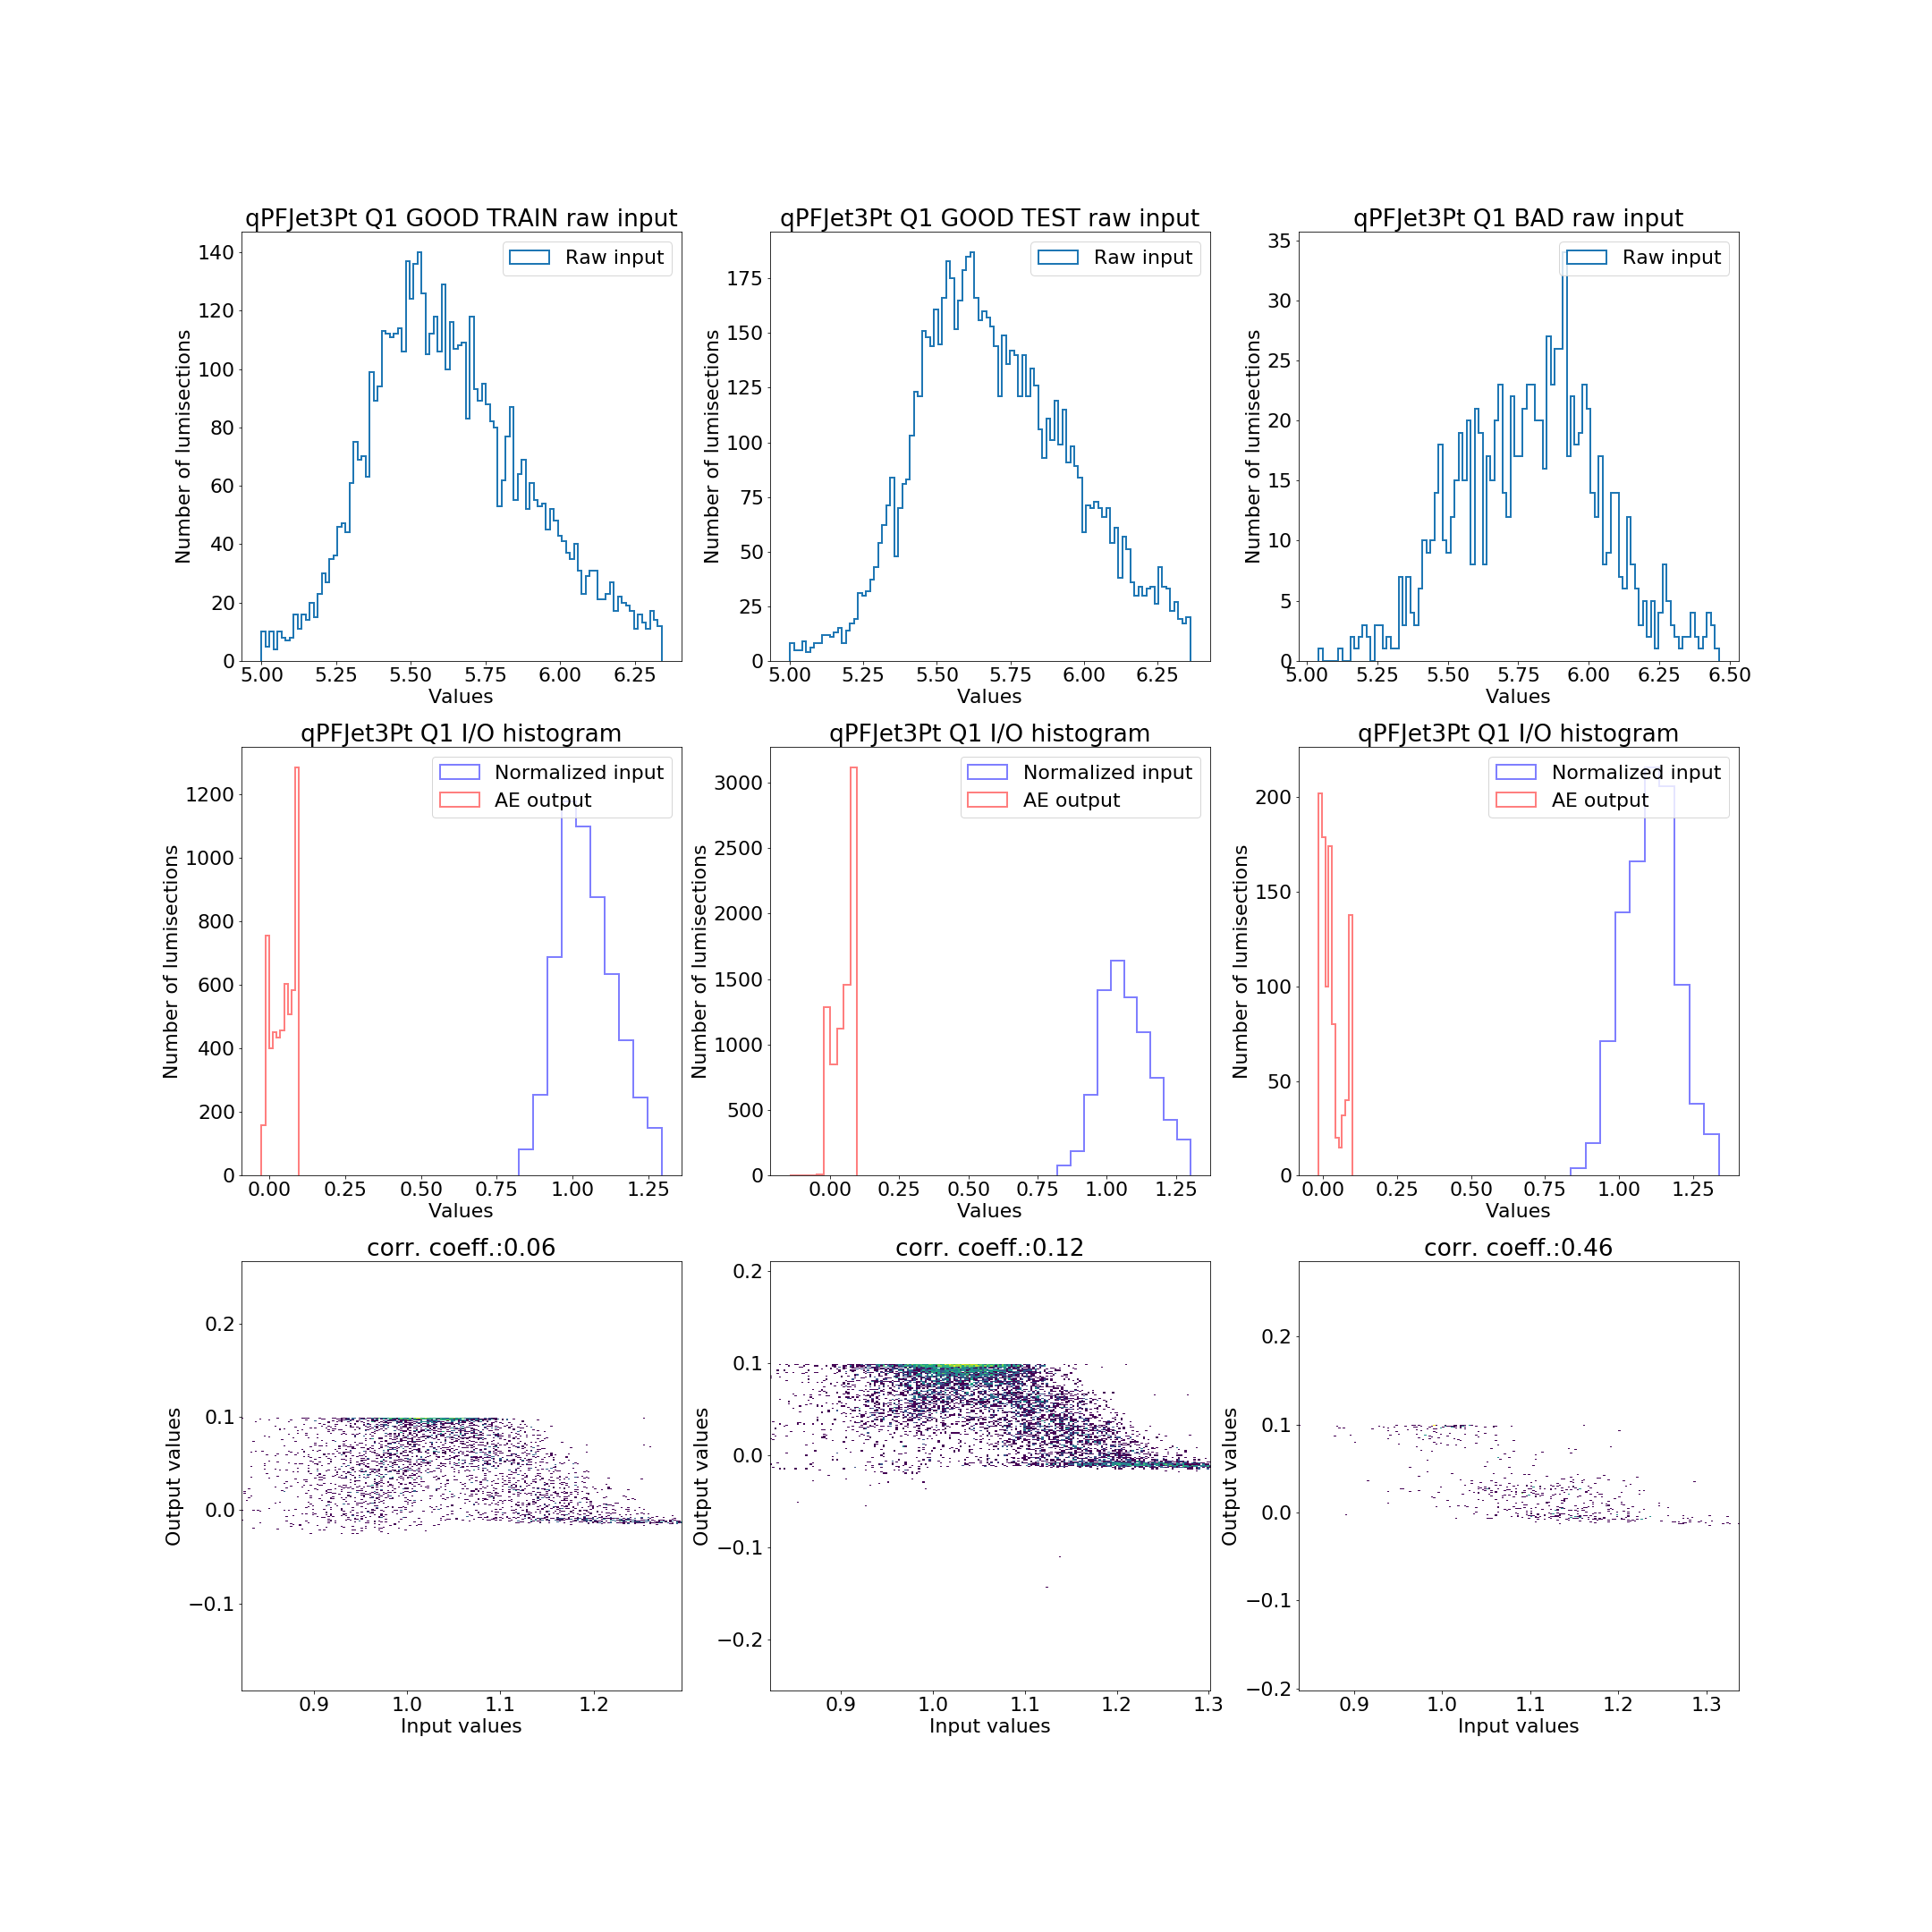 qPFJet3Pt Q1 GOOD TRAIN raw input
qPFJet3Pt Q1 GOOD TEST raw input
qPFJet3Pt Q1 BAD raw input
Raw input
Raw input
Raw input
Number of lumisections
Number of lumisections
Number of lumisections
140
120
100
80
60
40
20
0
175
150
125
100
75
50
25
0
35
30
25
20
15
10
5
0
5.00 5.25 5.50 5.75 6.00 6.25
5.00 5.25 5.50 5.75 6.00 6.25
5.00 5.25 5.50 5.75 6.00 6.25 6.50
Values
Values
Values
qPFJet3Pt Q1 I/O histogram
qPFJet3Pt Q1 I/O histogram
qPFJet3Pt Q1 I/O histogram
Normalized input
AE output
Normalized input
AE output
Normalized input
AE output
Number of lumisections
Number of lumisections
Number of lumisections
1200
1000
800
600
400
200
0
3000
2500
2000
1500
1000
500
0
200
150
100
50
0
0.00 0.25 0.50 0.75 1.00 1.25
0.00 0.25 0.50 0.75 1.00 1.25
0.00 0.25 0.50 0.75 1.00 1.25
Values
Values
Values
corr. coeff.:0.06
corr. coeff.:0.12
corr. coeff.:0.46
Output values
Output values
Output values
0.2
0.1
0.0
−0.1
0.2
0.1
0.0
−0.1
−0.2
0.2
0.1
0.0
−0.1
−0.2
0.9 1.0 1.1 1.2
0.9 1.0 1.1 1.2 1.3
0.9 1.0 1.1 1.2 1.3
Input values
Input values
Input values